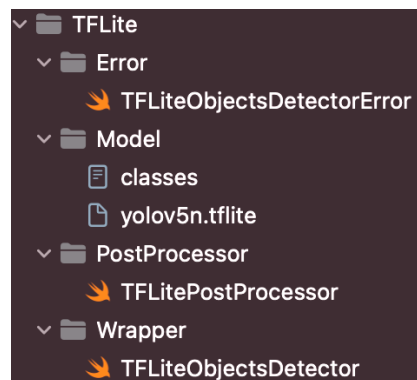 TFLite
Error
TFLiteObjectsDetectorError
Model
classes
yolov5n.tflite
PostProcessor
TFLitePostProcessor
Wrapper
TFLiteObjectsDetector